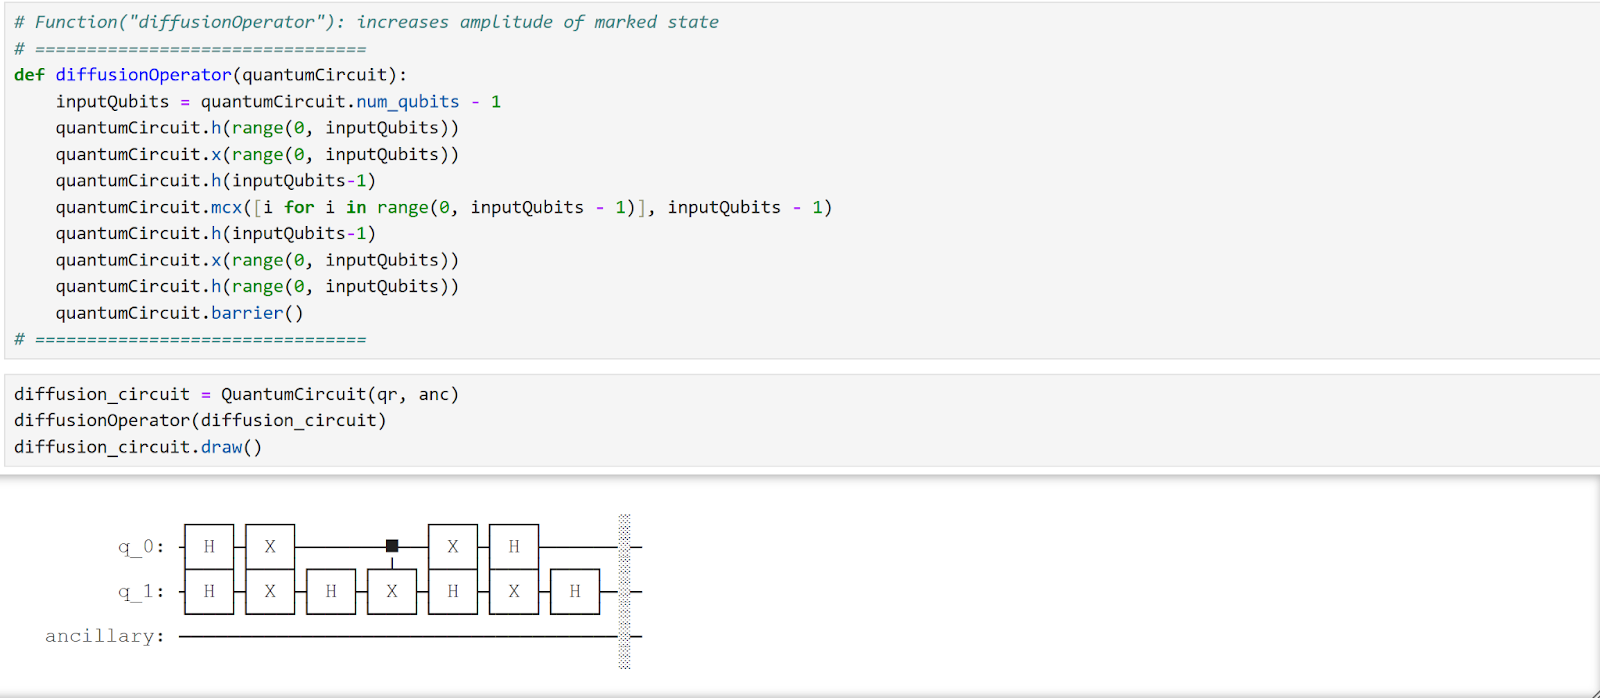 # Function("diffusionOperator"): increases amplitude of marked state
# ================================
def diffusionOperator(quantumCircuit):
    inputQubits = quantumCircuit.num_qubits - 1
    quantumCircuit.h(range(0, inputQubits))
    quantumCircuit.x(range(0, inputQubits))
    quantumCircuit.h(inputQubits-1)
    quantumCircuit.mcx([i for i in range(0, inputQubits - 1)], inputQubits - 1)
    quantumCircuit.h(inputQubits-1)
    quantumCircuit.x(range(0, inputQubits))
    quantumCircuit.h(range(0, inputQubits))
    quantumCircuit.barrier()
# ================================
diffusion_circuit = QuantumCircuit(qr, anc)
diffusionOperator(diffusion_circuit)
diffusion_circuit.draw()
q_0: H X X H
q_1: H X H X H X H
ancillary: